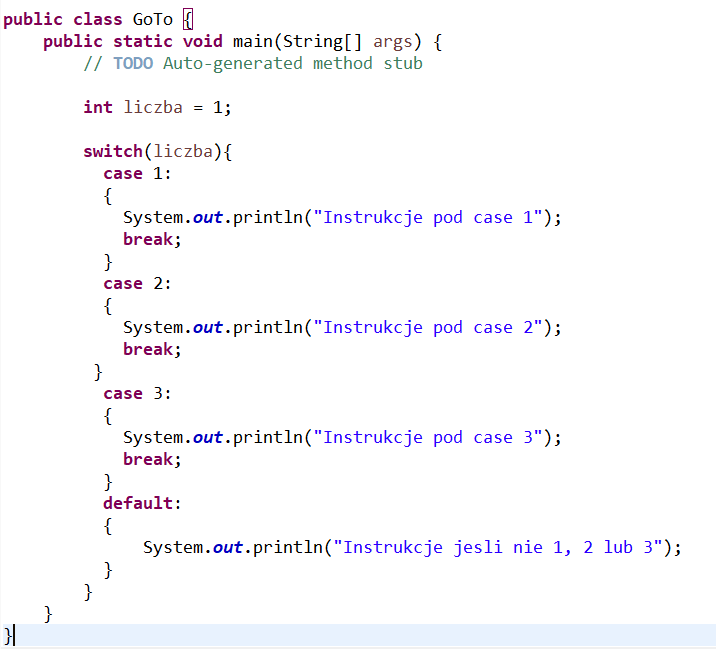 public class GoTo {
    public static void main(String[] args) {
        // TODO Auto-generated method stub

        int liczba = 1;

        switch(liczba){
          case 1:
          {
            System.out.println("Instrukcje pod case 1");
            break;
          }
          case 2:
          {
            System.out.println("Instrukcje pod case 2");
            break;
         }
          case 3:
          {
            System.out.println("Instrukcje pod case 3");
            break;
          }
          default:
          {
              System.out.println("Instrukcje jesli nie 1, 2 lub 3");
          }
        }
    }
}